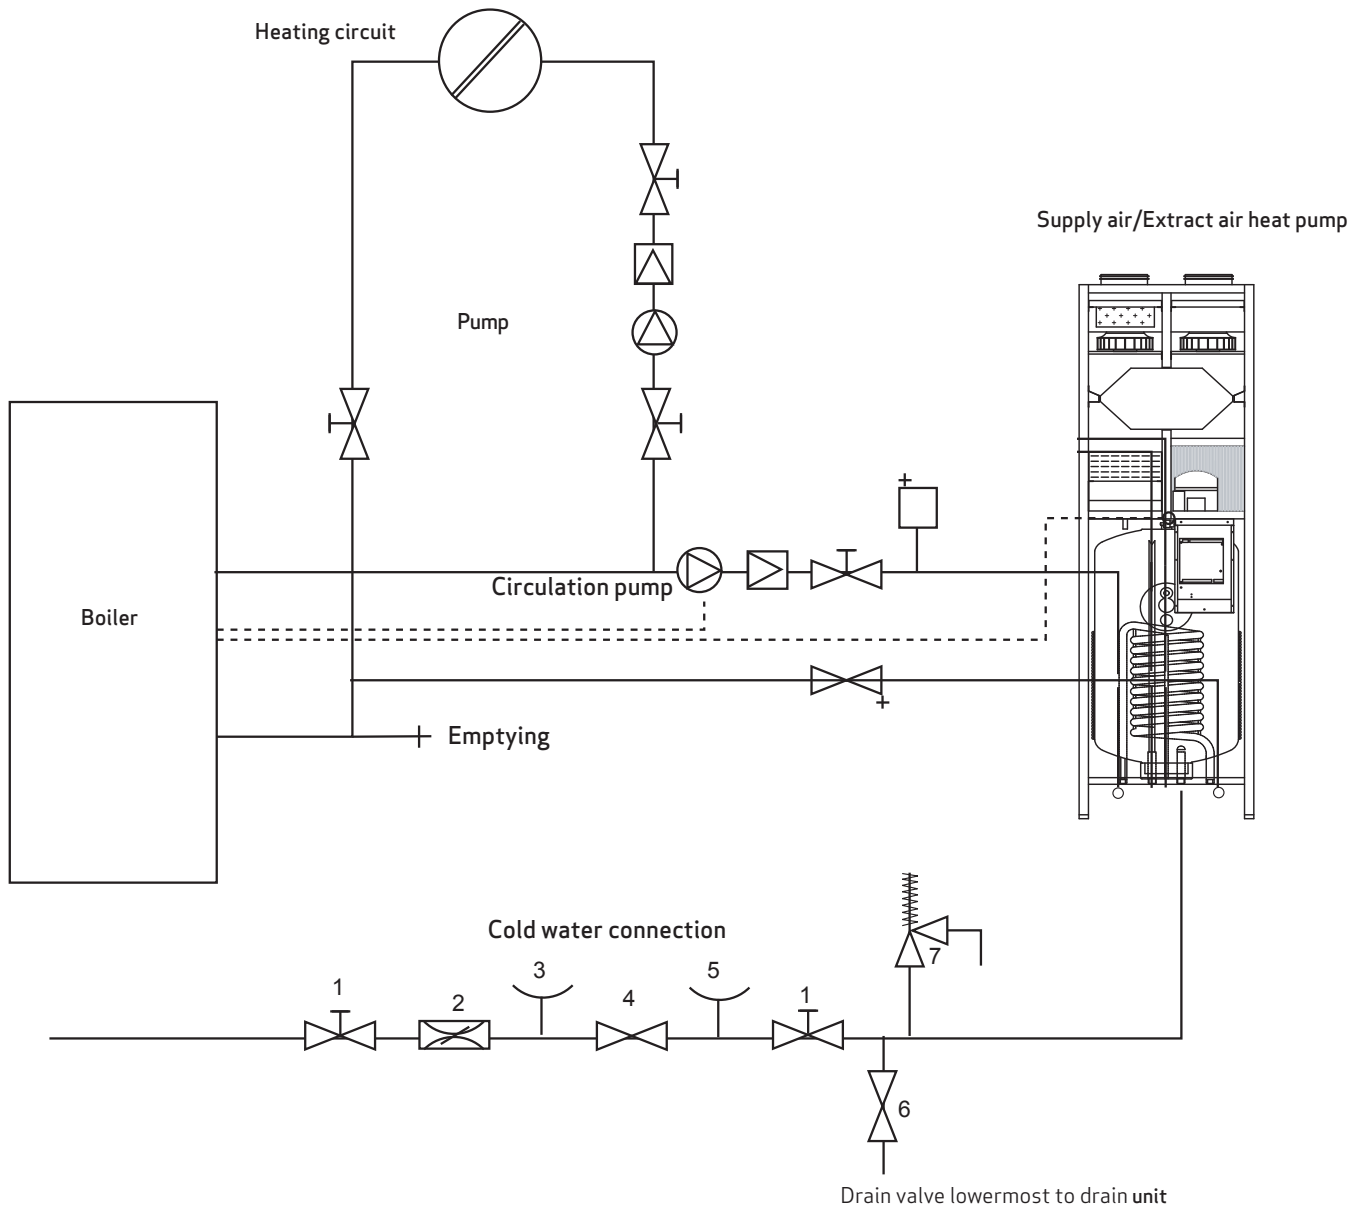 Heating circuit
Supply air/Extract air heat pump
Pump
Circulation pump
Boiler
Emptying
Cold water connection
1
2
3
4
5
1
7
6
Drain valve lowermost to drain unit